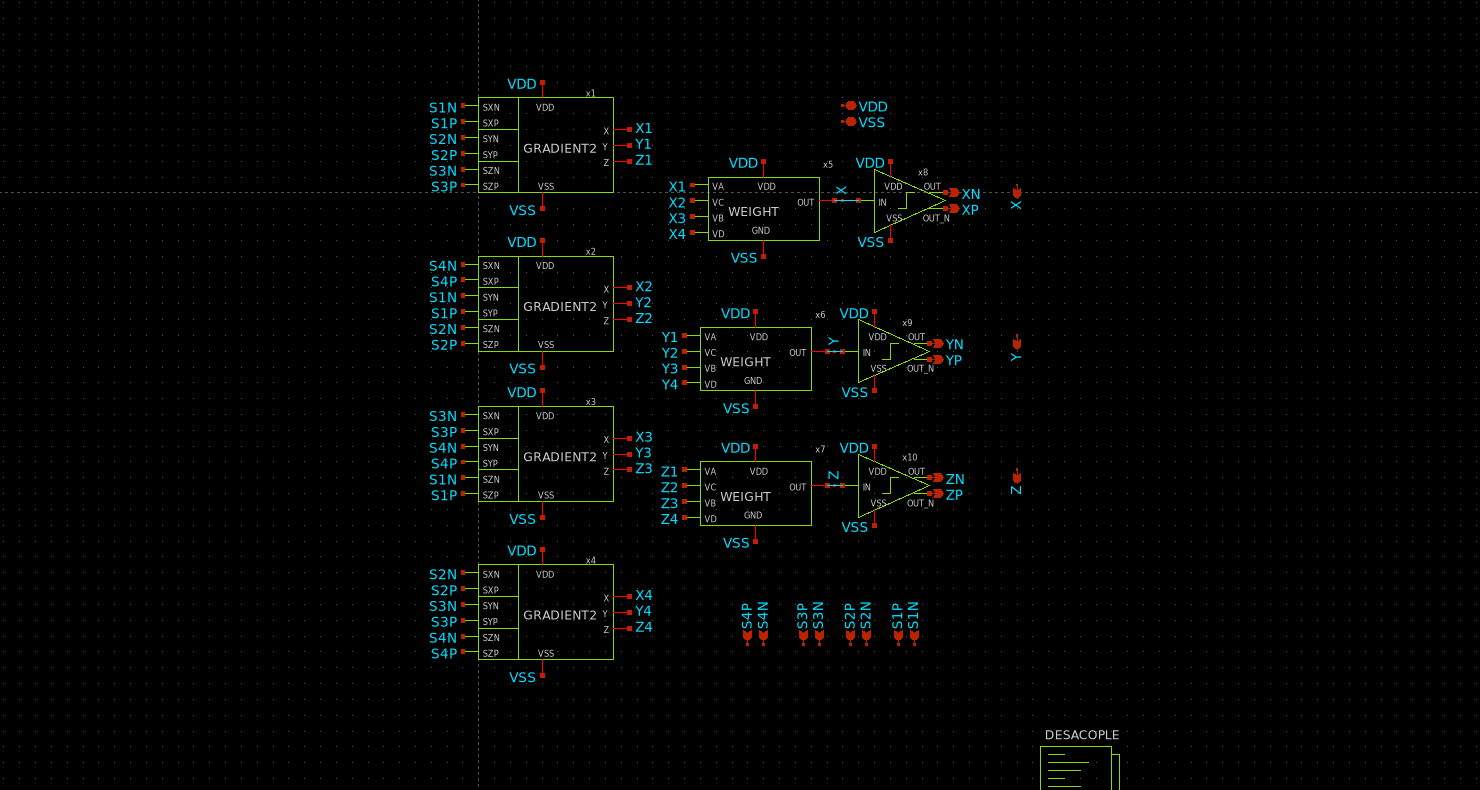 VDD
x1
S1N SXN VDD
S1P SXP X X1
S2N SYN Y Y1
S2P SYP GRADIENT2 Z Z1
S3N SZN
S3P SZP VSS
VSS
VDD
x2
S4N SXN VDD
S4P SXP X X2
S1N SYN Y Y2
S1P SYP GRADIENT2 Z Z2
S2N SZN
S2P SZP VSS
VSS
VDD
x3
S3N SXN VDD
S3P SXP X X3
S4N SYN Y Y3
S4P SYP GRADIENT2 Z Z3
S1N SZN
S1P SZP VSS
VSS
VDD
x4
S2N SXN VDD
S2P SXP X X4
S3N SYN Y Y4
S3P SYP GRADIENT2 Z Z4
S4N SZN
S4P SZP VSS
VSS
VDD
VSS
VDD x5
X1 VA VDD
X2 VC OUT X
X3 VB WEIGHT
X4 VD GND
VSS
VDD x8
VDD OUT XN
IN
VSS OUT_N XP
VSS
X
VDD x6
Y1 VA VDD
Y2 VC OUT Y
Y3 VB WEIGHT
Y4 VD GND
VSS
VDD x9
VDD OUT YN
IN
VSS OUT_N YP
VSS
Y
VDD x7
Z1 VA VDD
Z2 VC OUT Z
Z3 VB WEIGHT
Z4 VD GND
VSS
VDD x10
VDD OUT ZN
IN
VSS OUT_N ZP
VSS
Z
S4P
S4N
S3P
S3N
S2P
S2N
S1P
S1N
DESACOPLE